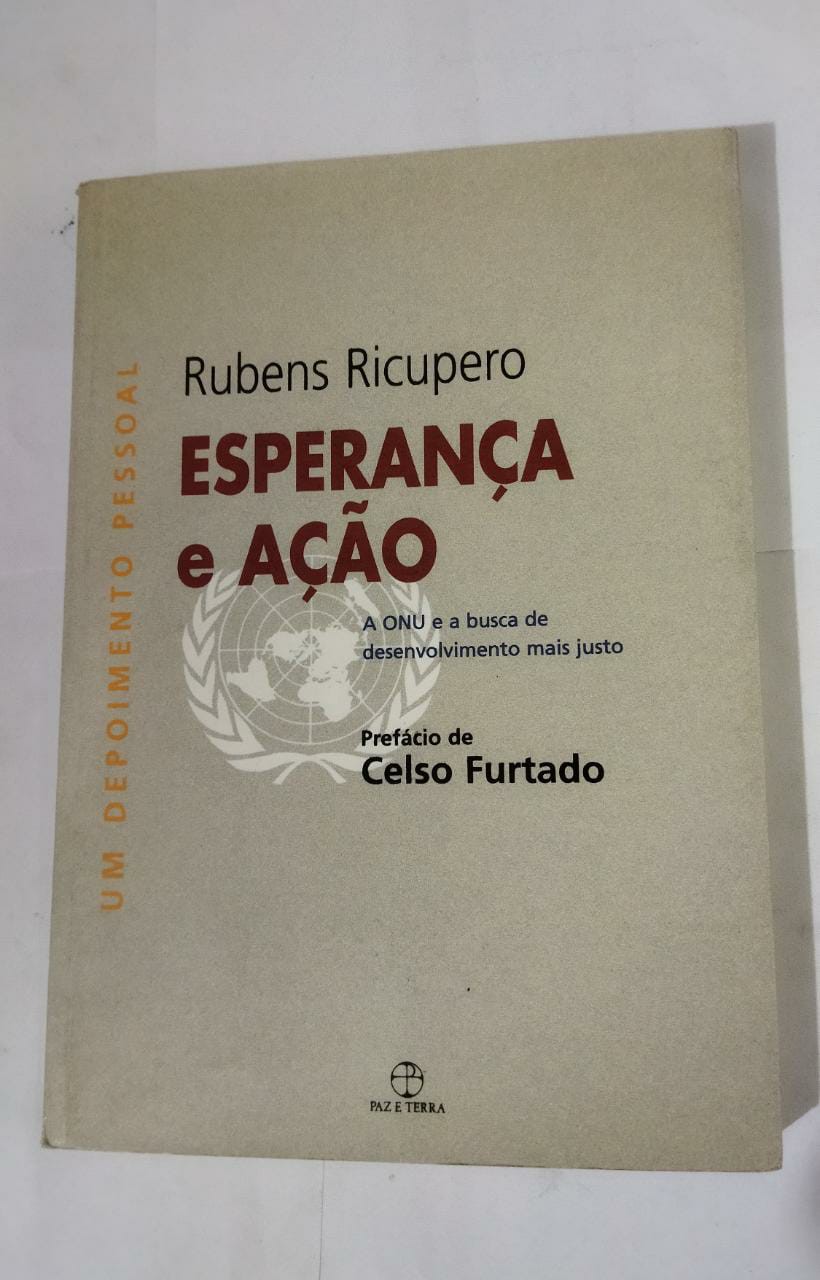 Rubens Ricupero
ESPERANÇA
e AÇÃO
A ONU e a busca de
desenvolvimento mais justo
Prefácio de
Celso Furtado
UM DEPOIMENTO PESSOAL
PAZ E TERRA